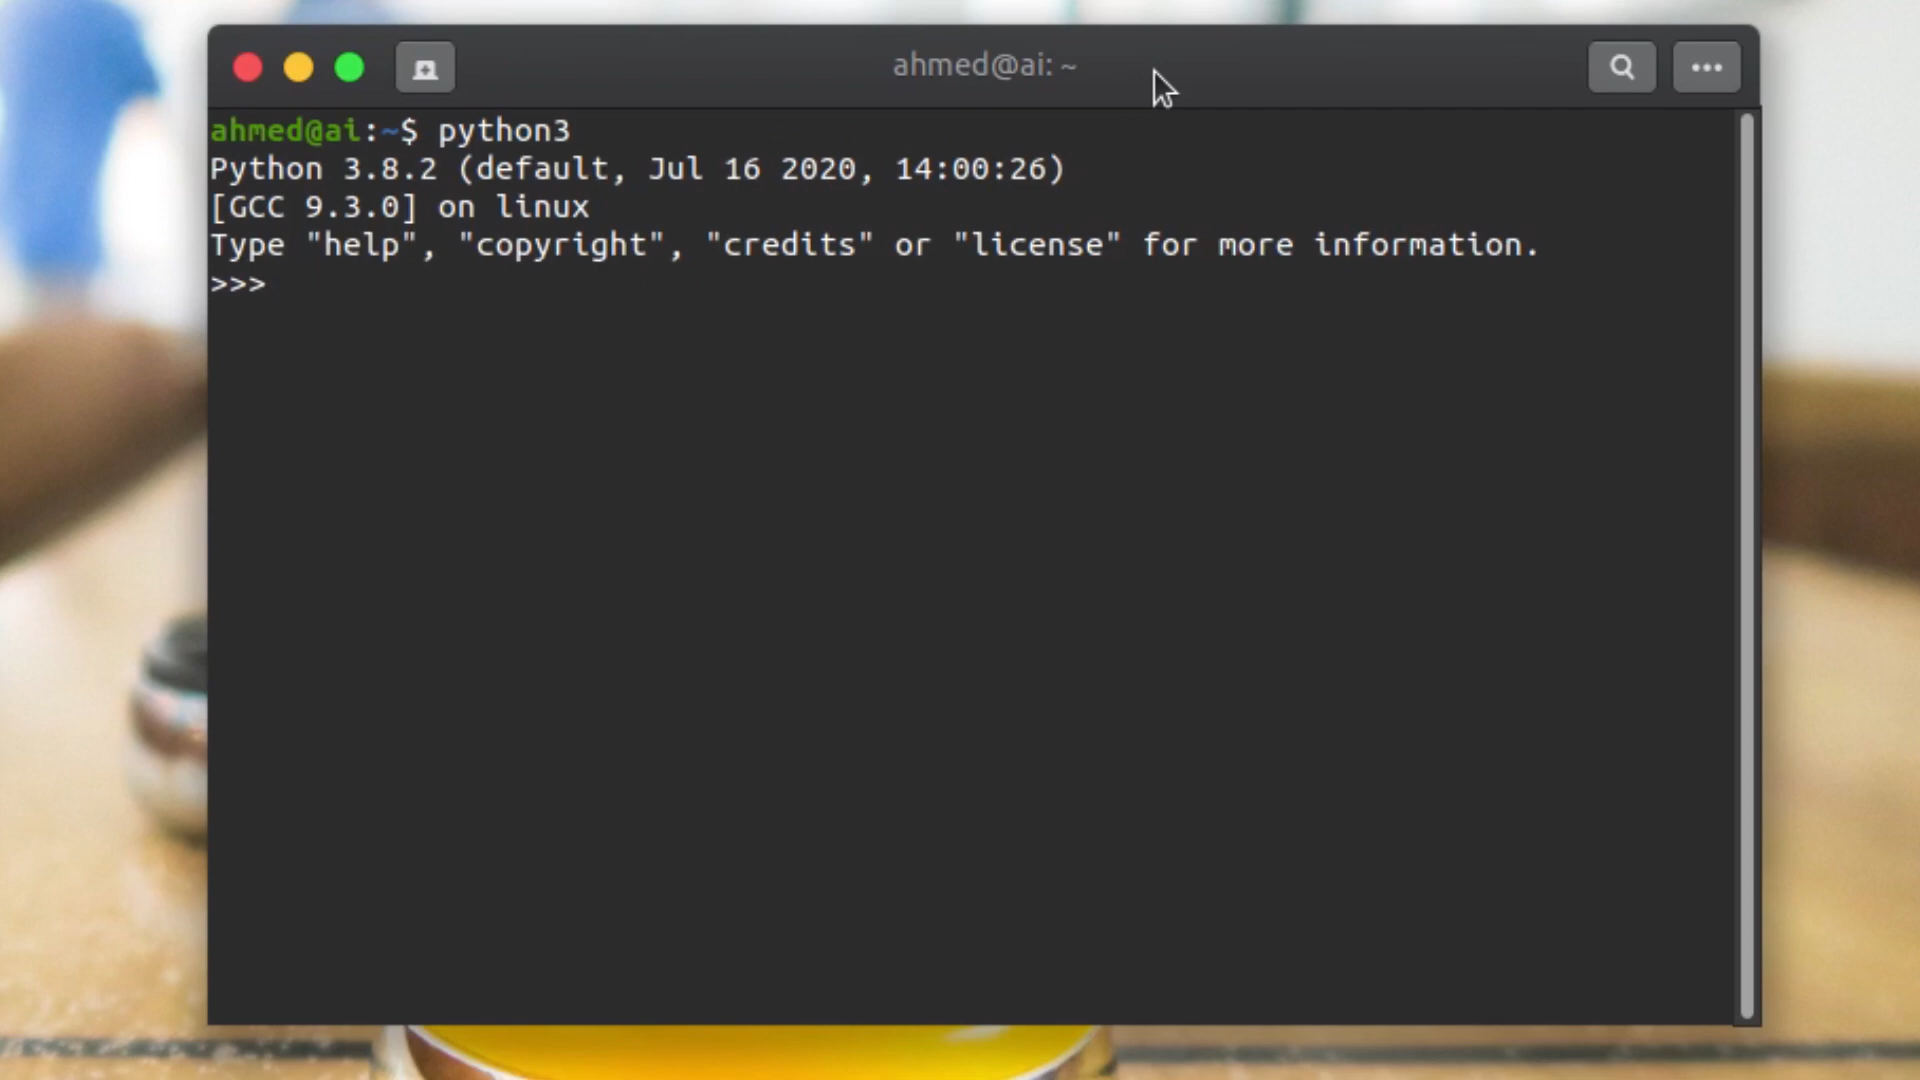 ahmed@ai: ~
ahmed@ai:~$ python3
Python 3.8.2 (default, Jul 16 2020, 14:00:26)
[GCC 9.3.0] on linux
Type "help", "copyright", "credits" or "license" for more information.
>>>